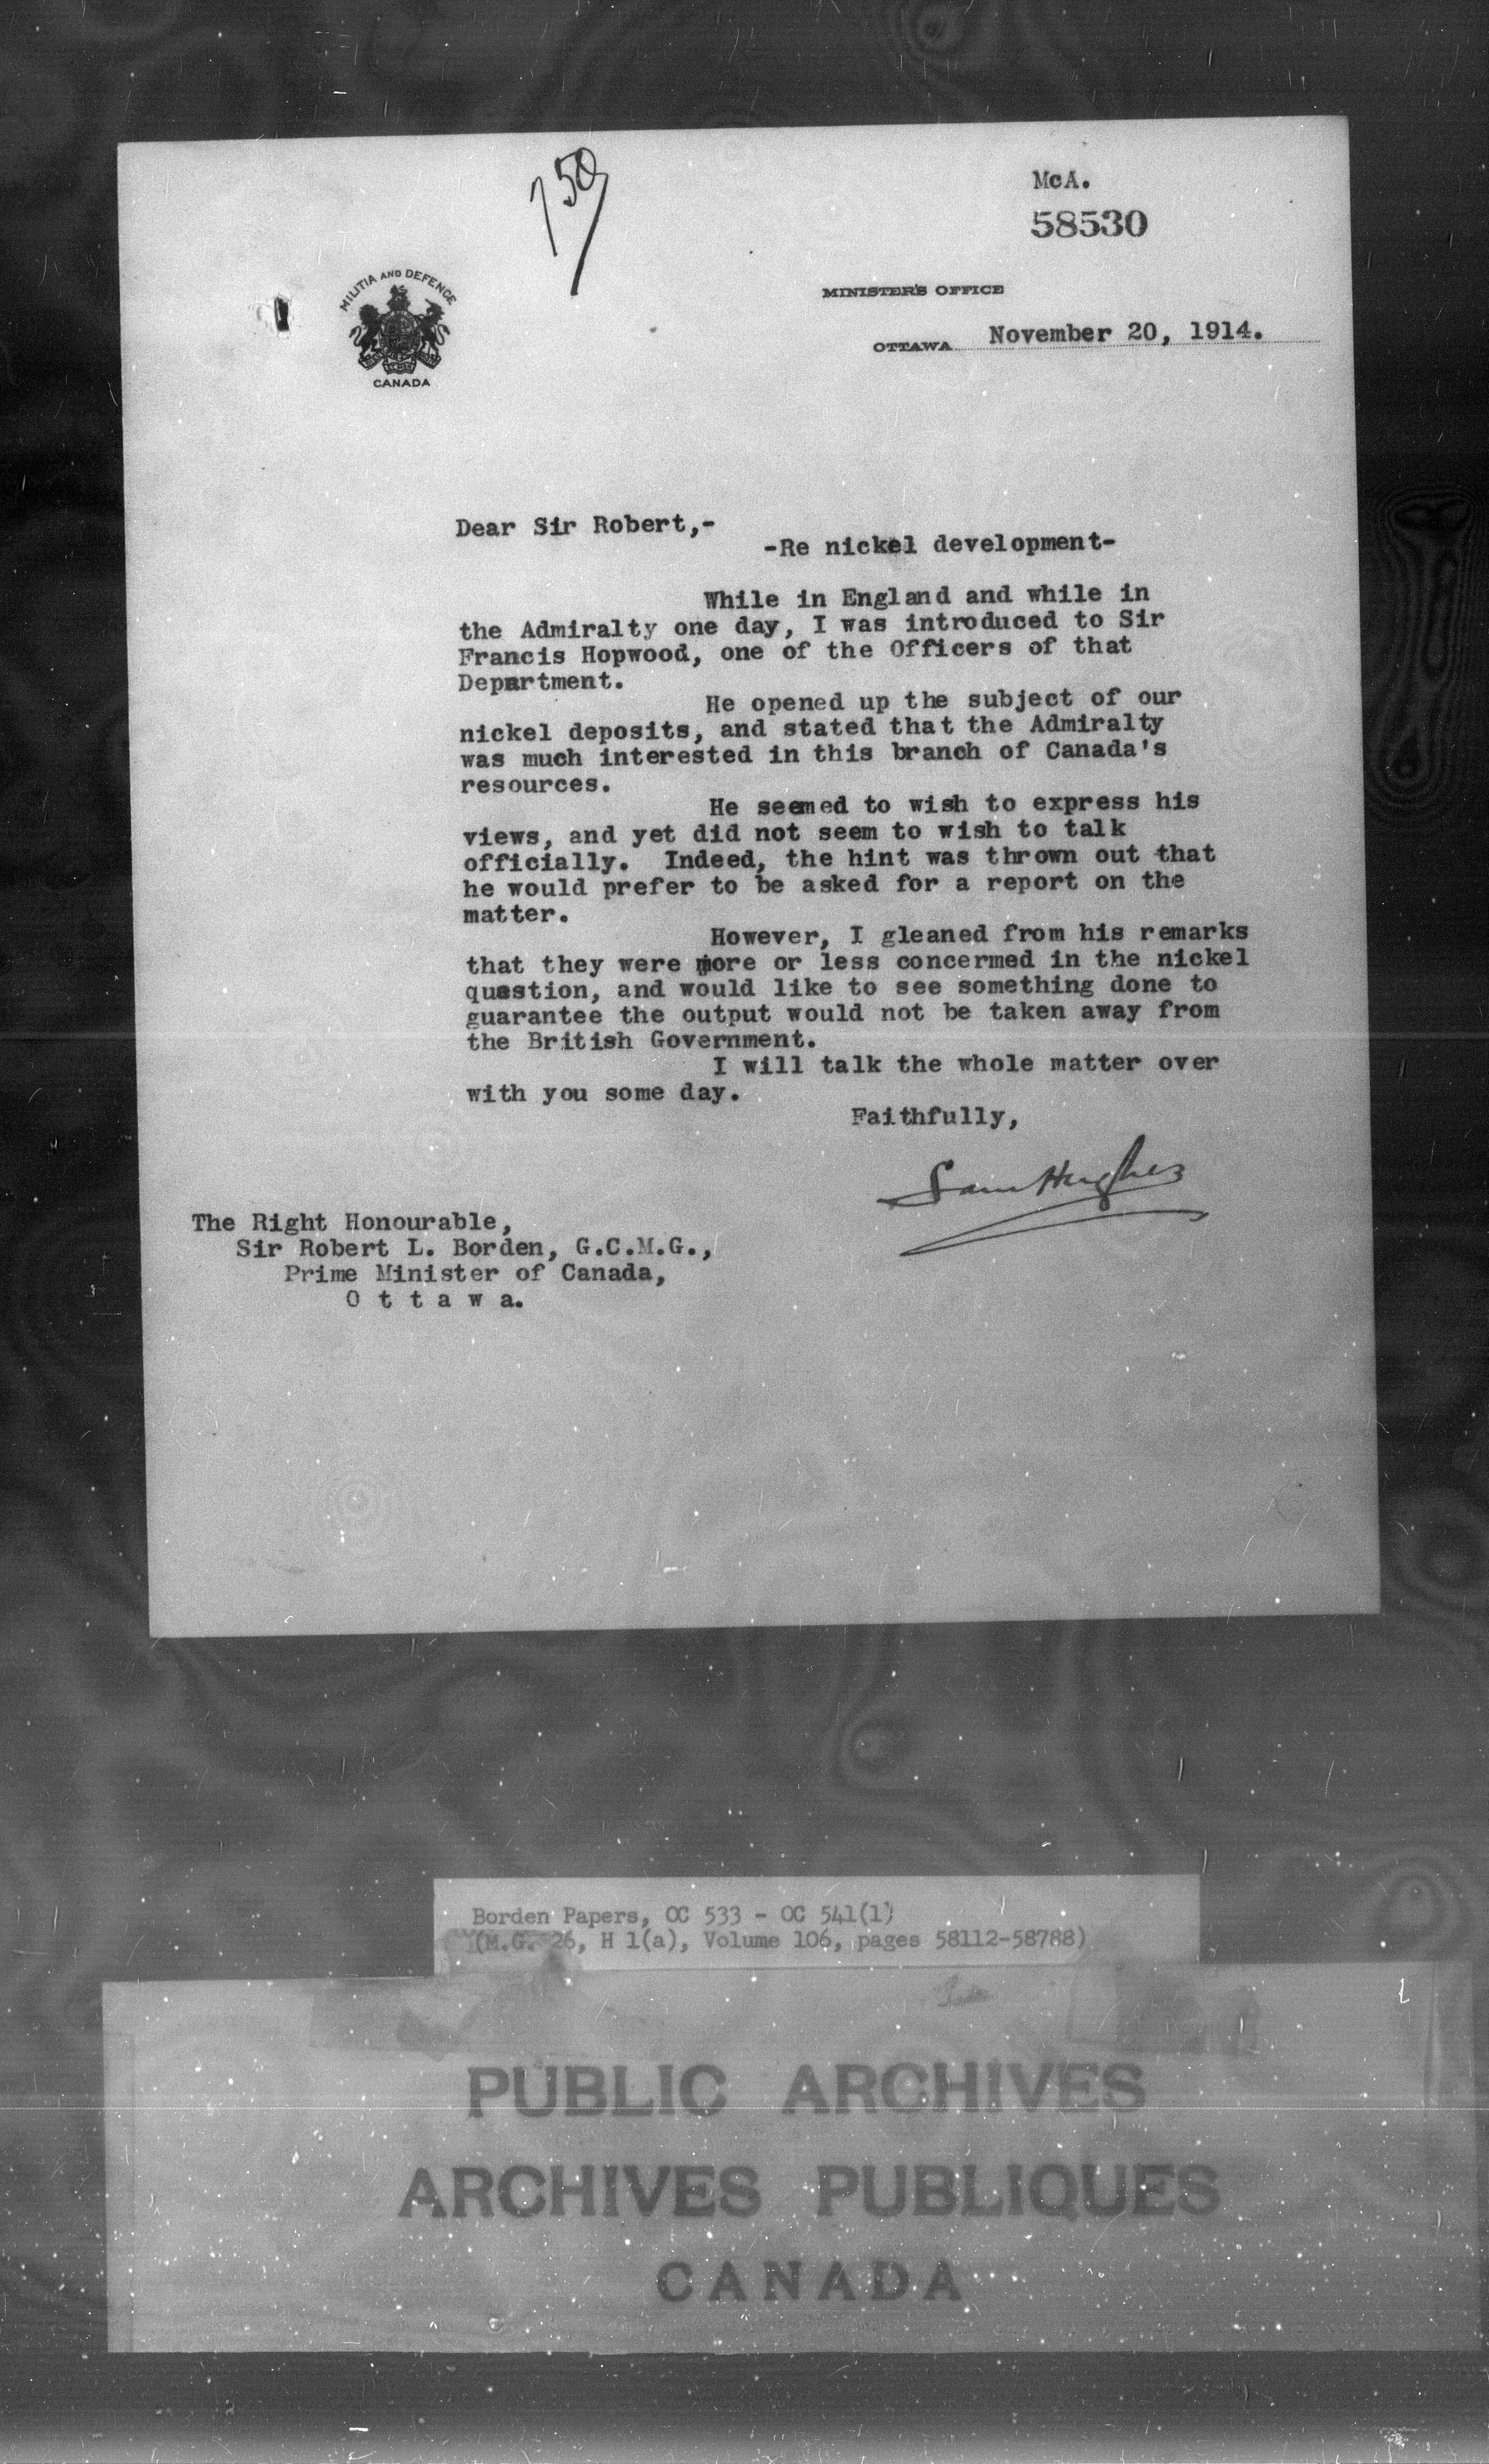 159
McA.
58530
MILITIA AND DEFENCE
CANADA
MINISTER'S OFFICE
OTTAWA November 20, 1914.
Dear Sir Robert,-
-Re nickel development-
While in England and while in
the Admiralty one day, I was introduced to Sir
Francis Hopwood, one of the Officers of that
Department.
He opened up the subject of our
nickel deposits, and stated that the Admiralty
was much interested in this branch of Canada's
resources.
He seemed to wish to express his
views, and yet did not seem to wish to talk
officially. Indeed, the hint was thrown out that
he would prefer to be asked for a report on the
matter.
However, I gleaned from his remarks
that they were more or less concermed in the nickel
question, and would like to see something done to
guarantee the output would not be taken away from
the British Government.
I will talk the whole matter over
with you some day.
Faithfully,
Sam Hughes
The Right Honourable,
Sir Robert L. Borden, G.C.M.G.,
Prime Minister of Canada,
O t t a w a.
Borden Papers, OC 533 - OC 541(1)
(M.G. 26, H 1(a), Volume 106, pages 58112-58788)
PUBLIC ARCHIVES
ARCHIVES PUBLIQUES
CANADA